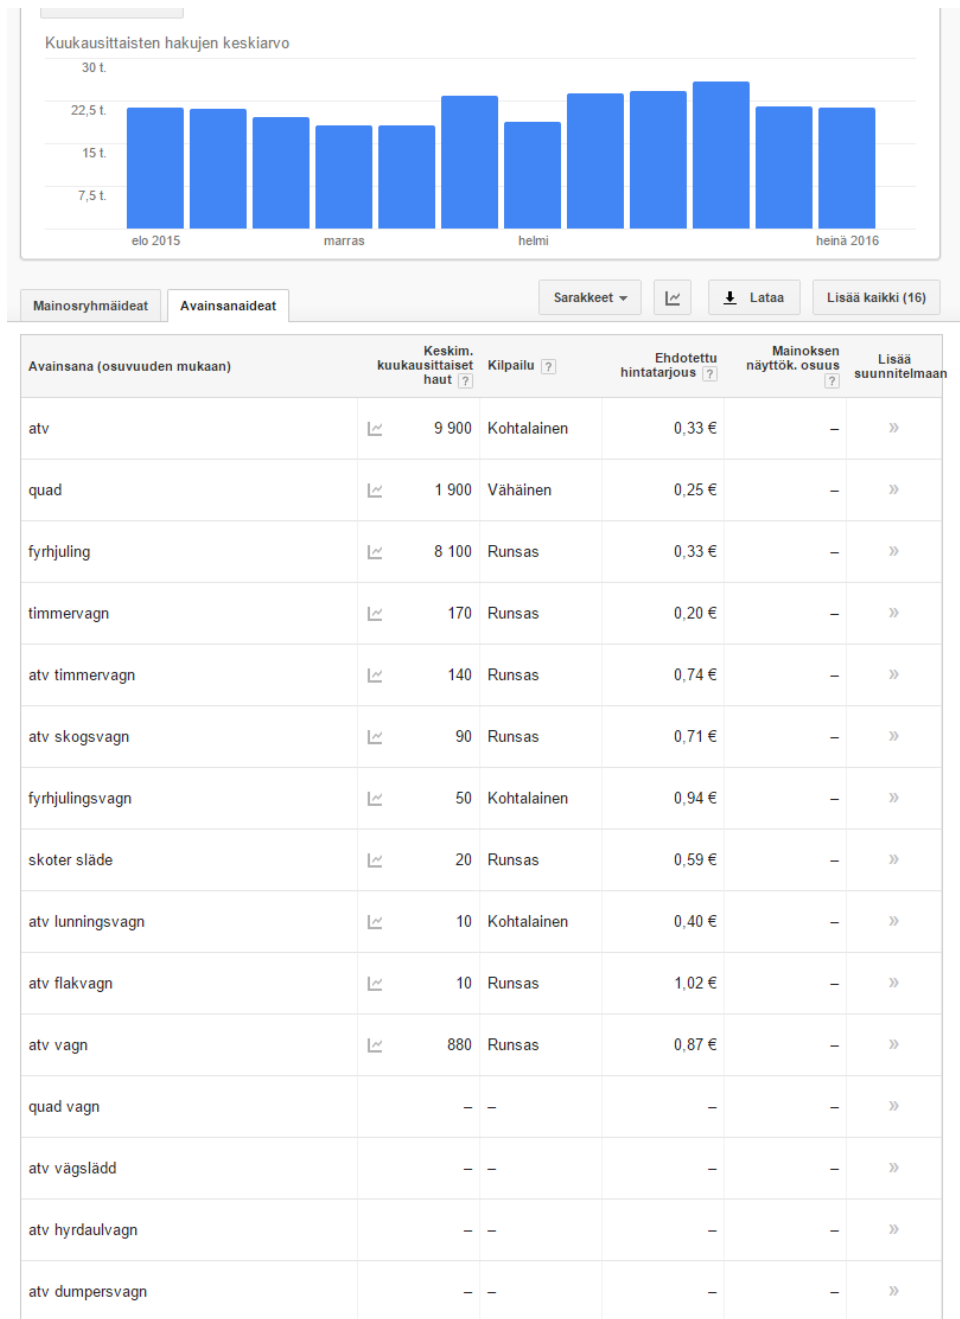 Kuukausittaisten hakujen keskiarvo
30 t.
22,5 t.
15 t.
7,5 t.
elo 2015 marras helmi heinä 2016
Mainosryhmäideat Avainsanaideat Sarakkeet Lataa Lisää kaikki (16)
Avainsana (osuvuuden mukaan) Keskim. kuukausittaiset haut ? Kilpailu ? Ehdotettu hintatarjous ? Mainoksen näyttök. osuus ? Lisää suunnitelmaan
atv 9 900 Kohtalainen 0,33 € – »
quad 1 900 Vähäinen 0,25 € – »
fyrhjuling 8 100 Runsas 0,33 € – »
timmervagn 170 Runsas 0,20 € – »
atv timmervagn 140 Runsas 0,74 € – »
atv skogsvagn 90 Runsas 0,71 € – »
fyrhjulingsvagn 50 Kohtalainen 0,94 € – »
skoter släde 20 Runsas 0,59 € – »
atv lunningsvagn 10 Kohtalainen 0,40 € – »
atv flakvagn 10 Runsas 1,02 € – »
atv vagn 880 Runsas 0,87 € – »
quad vagn – – – – »
atv vägslädd – – – – »
atv hyrdaulvagn – – – – »
atv dumpersvagn – – – – »